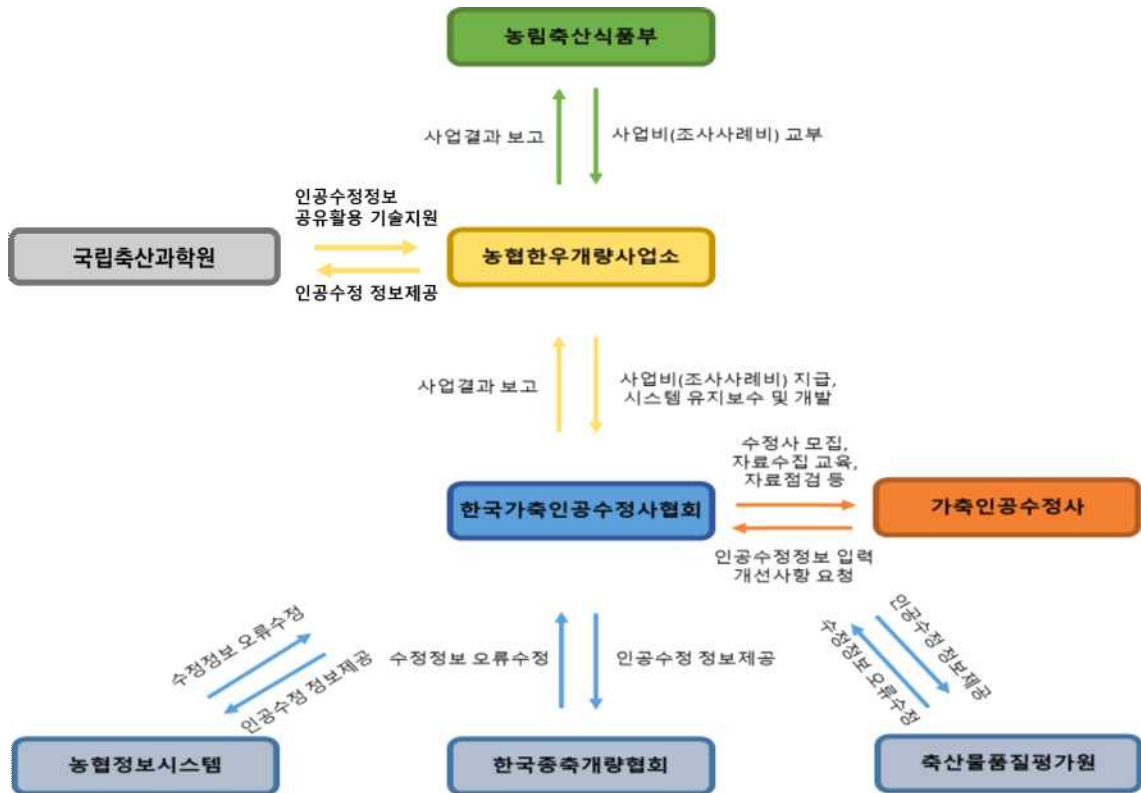 농림축산식품부
사업결과 보고
사업비(조사사례비) 교부
인공수정정보
공유활용 기술지원
국립축산과학원
농협한우개량사업소
인공수정 정보제공
사업결과 보고
사업비(조사사례비) 지급,
시스템 유지보수 및 개발
수정사 모집,
자료수집 교육,
자료점검 등
한국가축인공수정사협회
가축인공수정사
인공수정정보 입력
개선사항 요청
수정정보 오류수정
인공수정 정보제공
수정정보 오류수정
인공수정 정보제공
수정정보 오류수정
인공수정 정보제공
농협정보시스템
한국종축개량협회
축산물품질평가원